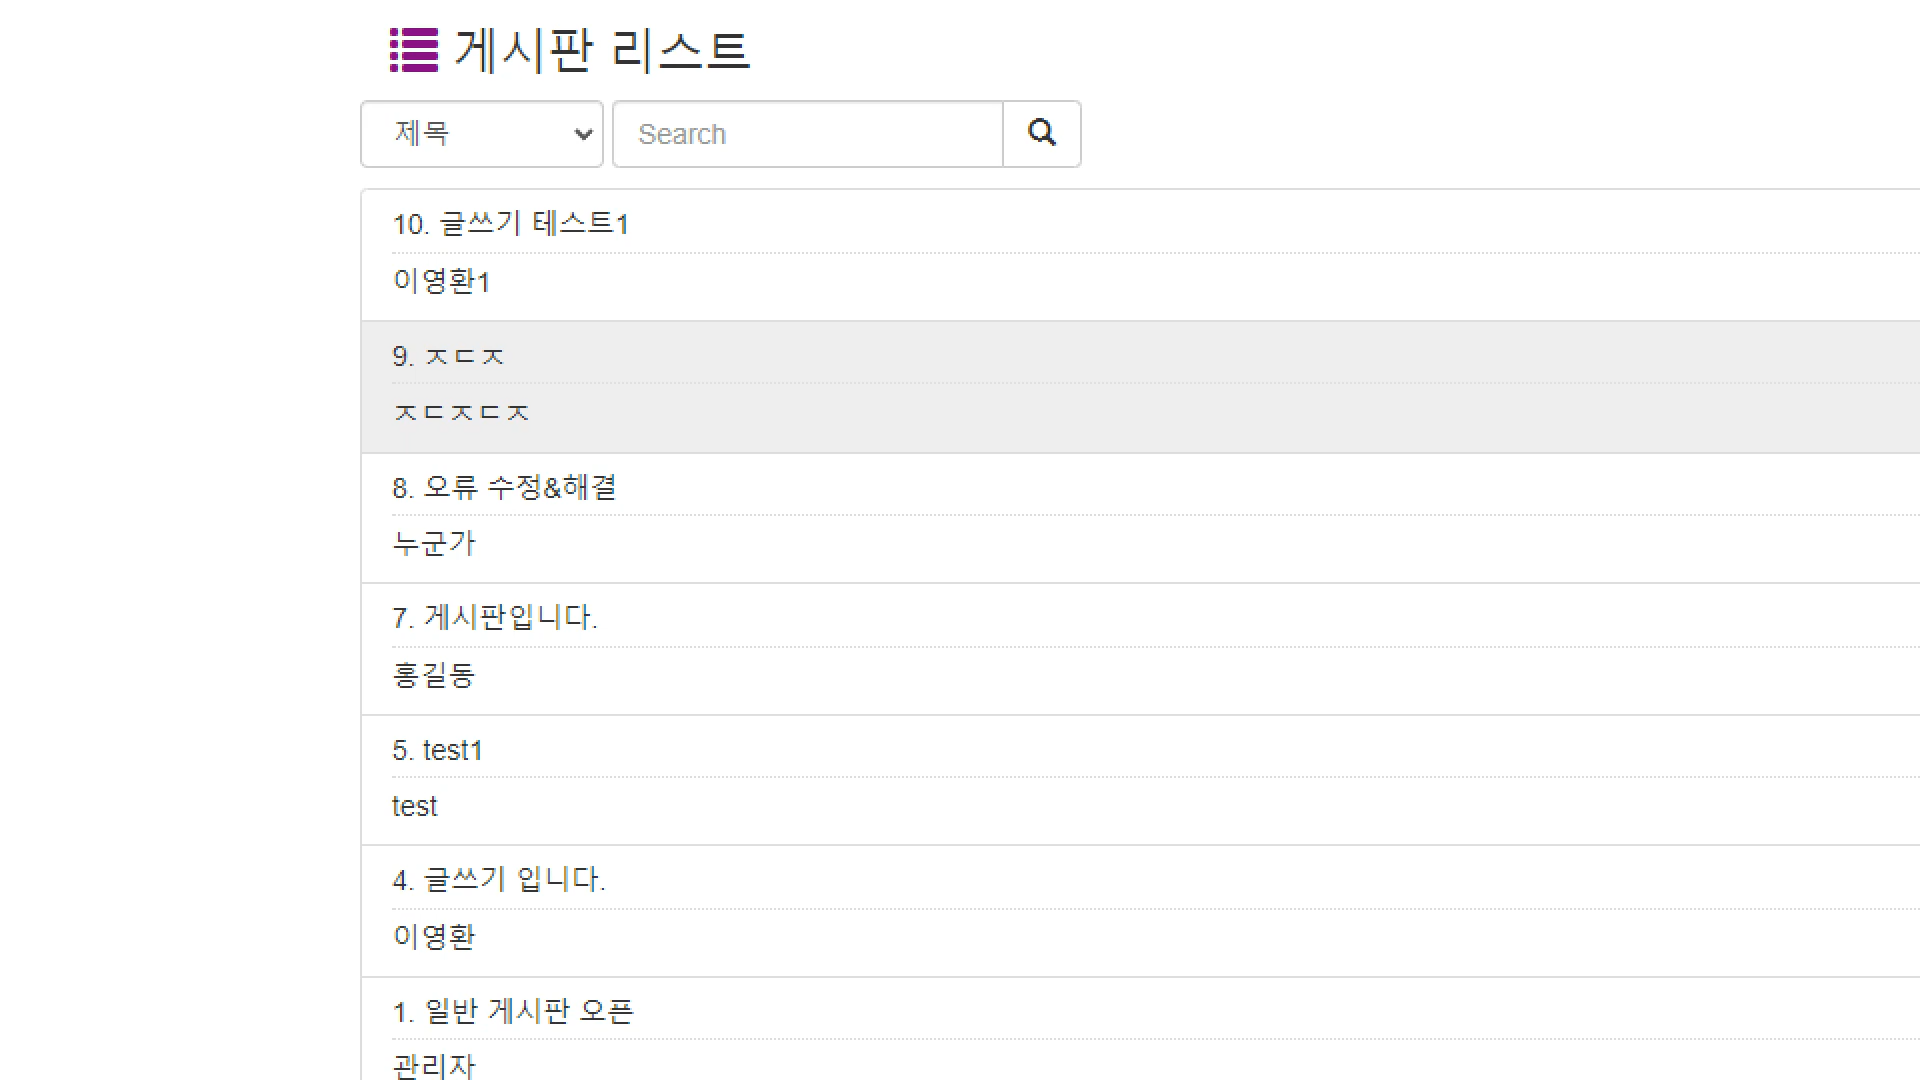 게시판 리스트
제목
Search
10. 글쓰기 테스트1
이영환1
9. ㅈㄷㅈ
ㅈㄷㅈㄷㅈ
8. 오류 수정&해결
누군가
7. 게시판입니다.
홍길동
5. test1
test
4. 글쓰기 입니다.
이영환
1. 일반 게시판 오픈
관리자